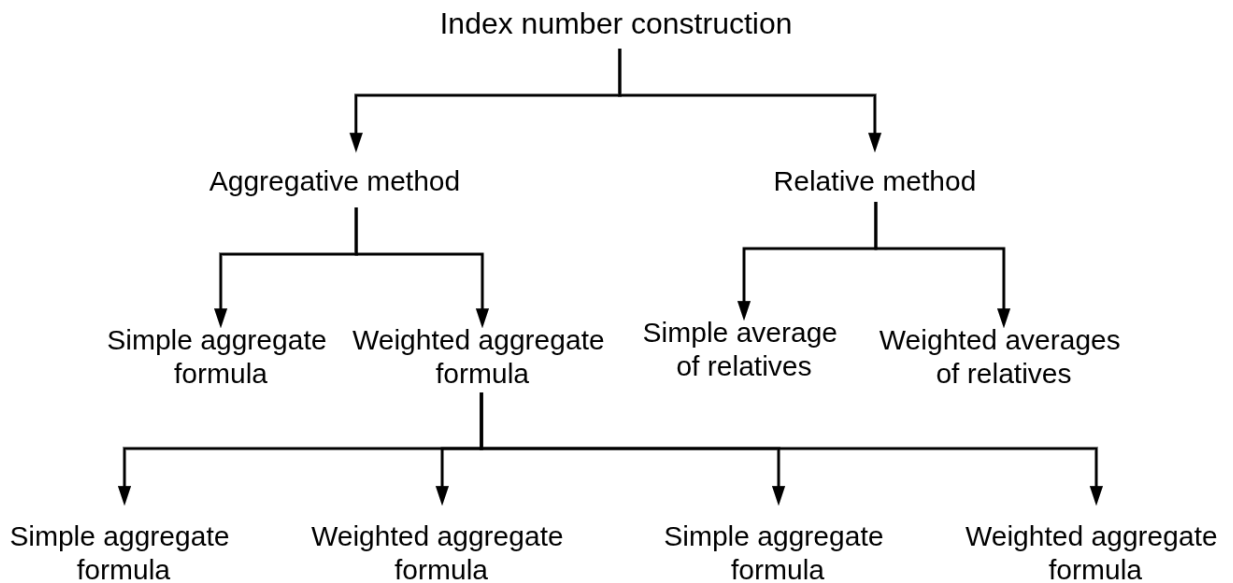 Index number construction
Aggregative method
Relative method
Simple aggregate
formula
Weighted aggregate
formula
Simple average
of relatives
Weighted averages
of relatives
Simple aggregate
formula
Weighted aggregate
formula
Simple aggregate
formula
Weighted aggregate
formula